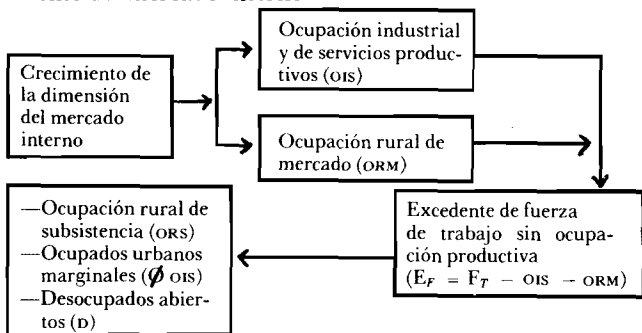 Ocupación industrial
y de servicios produc-
tivos (OIS)
Crecimiento de
la dimensión
del mercado
interno
Ocupación rural de
mercado (ORM)
—Ocupación rural de
subsistencia (ORS)
—Ocupados urbanos
marginales (Ø OIS)
—Desocupados abier-
tos (D)
Excedente de fuerza
de trabajo sin ocupa-
ción productiva
(E_F = F_T − OIS − ORM)